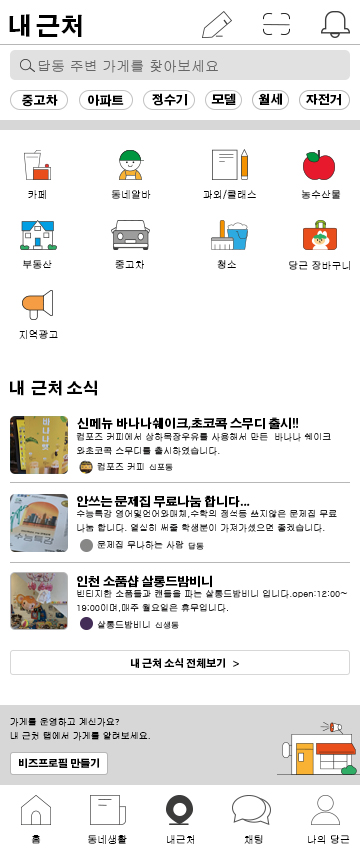 내 근처
답동 주변 가게를 찾아보세요
중고차 아파트 정수기 모델 월세 자전거
카페 동네알바 과외/클래스 농수산물
부동산 중고차 청소 당근 장바구니
지역광고
내 근처 소식
신메뉴 바나나쉐이크,초코콕 스무디 출시!!
컴포즈 커피에서 상하목장우유를 사용해서 만든 바나나 쉐이크
와초코콕 스무디를 출시하였습니다.
컴포즈 커피 신포동
안쓰는 문제집 무료나눔 합니다...
수능특강 영어및언어와매체,수학의 정석등 쓰지않은 문제집 무료
나눔 합니다. 열심히 써줄 학생분이 가져가셨으면 좋겠습니다.
문제집 무나하는 사람 답동
인천 소품샵 살롱드밤비니
빈티지한 소품들과 캔들을 파는 살롱드밤비니 입니다.open:12:00~
19:00이며,매주 월요일은 휴무입니다.
살롱드밤비니 신생동
내 근처 소식 전체보기 >
가게를 운영하고 계신가요?
내 근처 탭에서 가게를 알려보세요.
비즈프로필 만들기
홈 동네생활 내근처 채팅 나의 당근